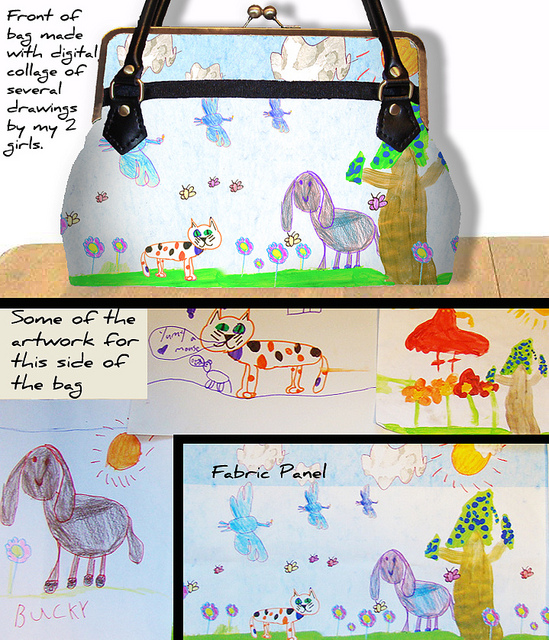 Front of
bag made
with digital
collage of
several
drawings
by my 2
girls.
Some of the
artwork for
this side of
the bag
Yum!
a
mouse
Fabric Panel
BUCKY